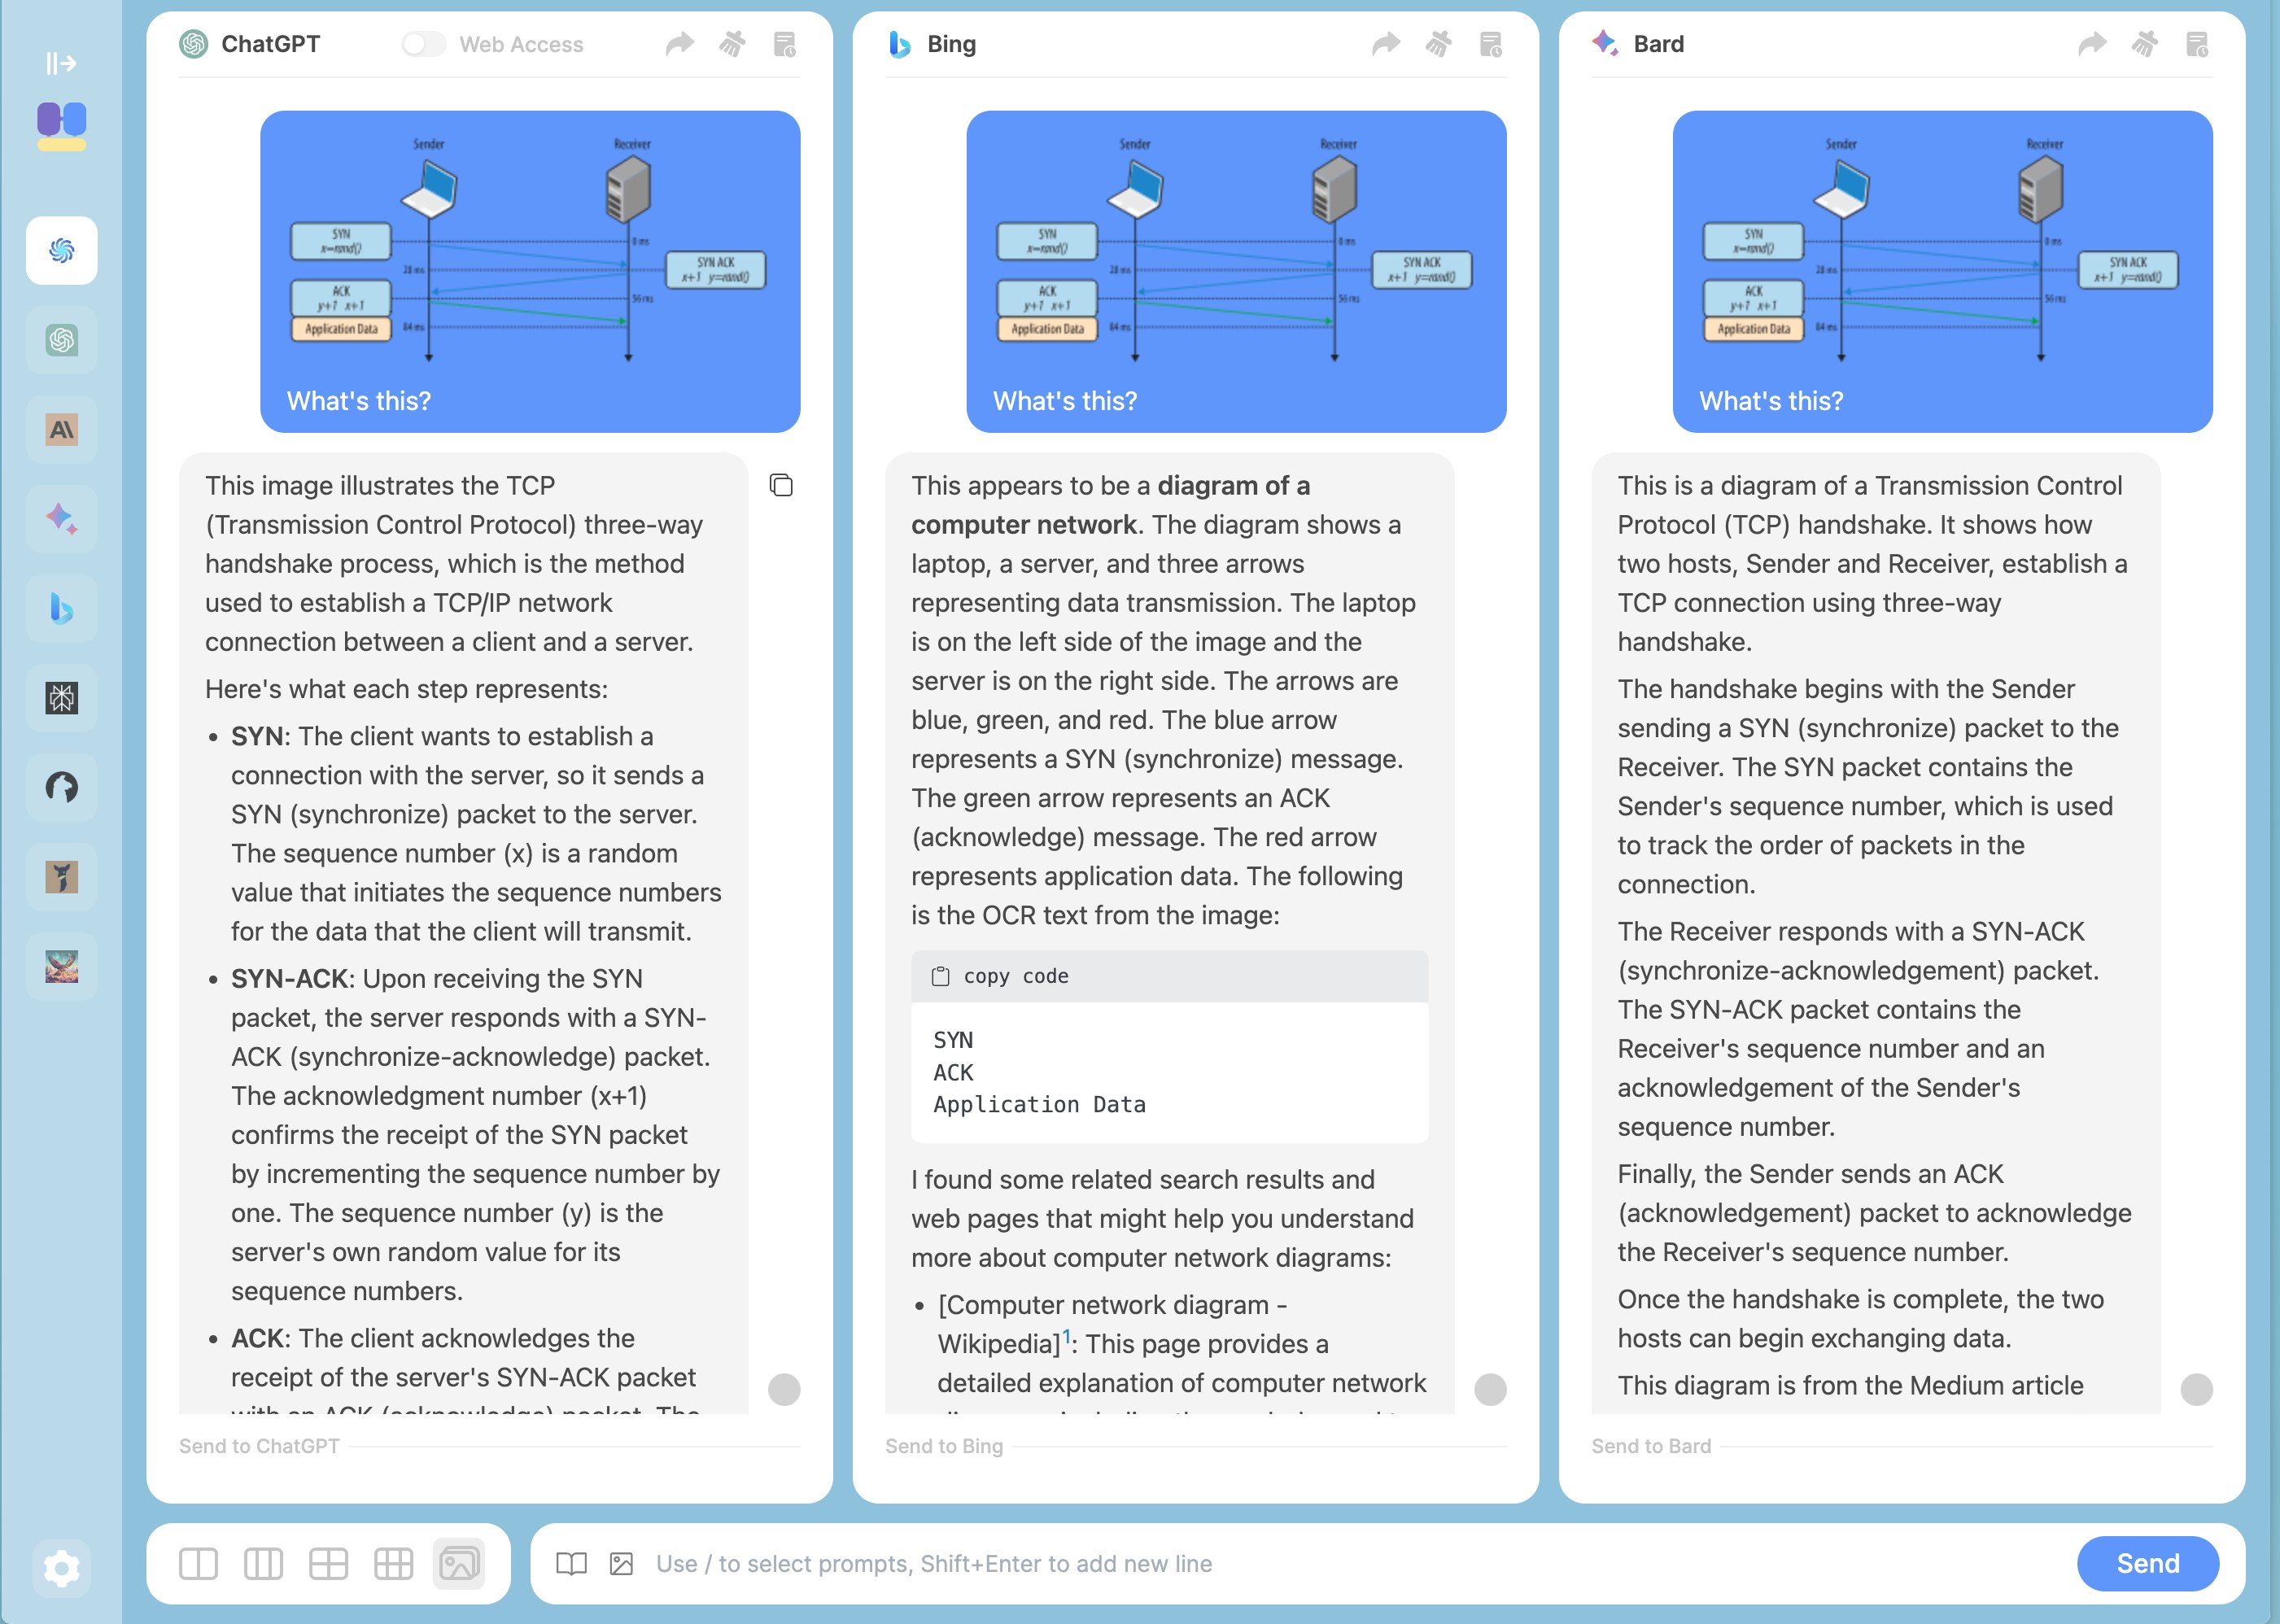 ChatGPT
Web Access
Sender
Receiver
SYN
x=rand()
0 ms
28 ms
SYN ACK
x+1 y=rand()
ACK
y+1 x+1
56 ms
Application Data
84 ms
What's this?
This image illustrates the TCP
(Transmission Control Protocol) three-way
handshake process, which is the method
used to establish a TCP/IP network
connection between a client and a server.
Here's what each step represents:
• SYN: The client wants to establish a
connection with the server, so it sends a
SYN (synchronize) packet to the server.
The sequence number (x) is a random
value that initiates the sequence numbers
for the data that the client will transmit.
• SYN-ACK: Upon receiving the SYN
packet, the server responds with a SYN-
ACK (synchronize-acknowledge) packet.
The acknowledgment number (x+1)
confirms the receipt of the SYN packet
by incrementing the sequence number by
one. The sequence number (y) is the
server's own random value for its
sequence numbers.
• ACK: The client acknowledges the
receipt of the server's SYN-ACK packet
with an ACK (acknowledge) packet. The
Send to ChatGPT
Bing
Sender
Receiver
SYN
x=rand()
0 ms
28 ms
SYN ACK
x+1 y=rand()
ACK
y+1 x+1
56 ms
Application Data
84 ms
What's this?
This appears to be a diagram of a
computer network. The diagram shows a
laptop, a server, and three arrows
representing data transmission. The laptop
is on the left side of the image and the
server is on the right side. The arrows are
blue, green, and red. The blue arrow
represents a SYN (synchronize) message.
The green arrow represents an ACK
(acknowledge) message. The red arrow
represents application data. The following
is the OCR text from the image:
copy code
SYN
ACK
Application Data
I found some related search results and
web pages that might help you understand
more about computer network diagrams:
• [Computer network diagram -
Wikipedia]1: This page provides a
detailed explanation of computer network
Send to Bing
Bard
Sender
Receiver
SYN
x=rand()
0 ms
28 ms
SYN ACK
x+1 y=rand()
ACK
y+1 x+1
56 ms
Application Data
84 ms
What's this?
This is a diagram of a Transmission Control
Protocol (TCP) handshake. It shows how
two hosts, Sender and Receiver, establish a
TCP connection using three-way
handshake.
The handshake begins with the Sender
sending a SYN (synchronize) packet to the
Receiver. The SYN packet contains the
Sender's sequence number, which is used
to track the order of packets in the
connection.
The Receiver responds with a SYN-ACK
(synchronize-acknowledgement) packet.
The SYN-ACK packet contains the
Receiver's sequence number and an
acknowledgement of the Sender's
sequence number.
Finally, the Sender sends an ACK
(acknowledgement) packet to acknowledge
the Receiver's sequence number.
Once the handshake is complete, the two
hosts can begin exchanging data.
This diagram is from the Medium article
Send to Bard
Use / to select prompts, Shift+Enter to add new line
Send